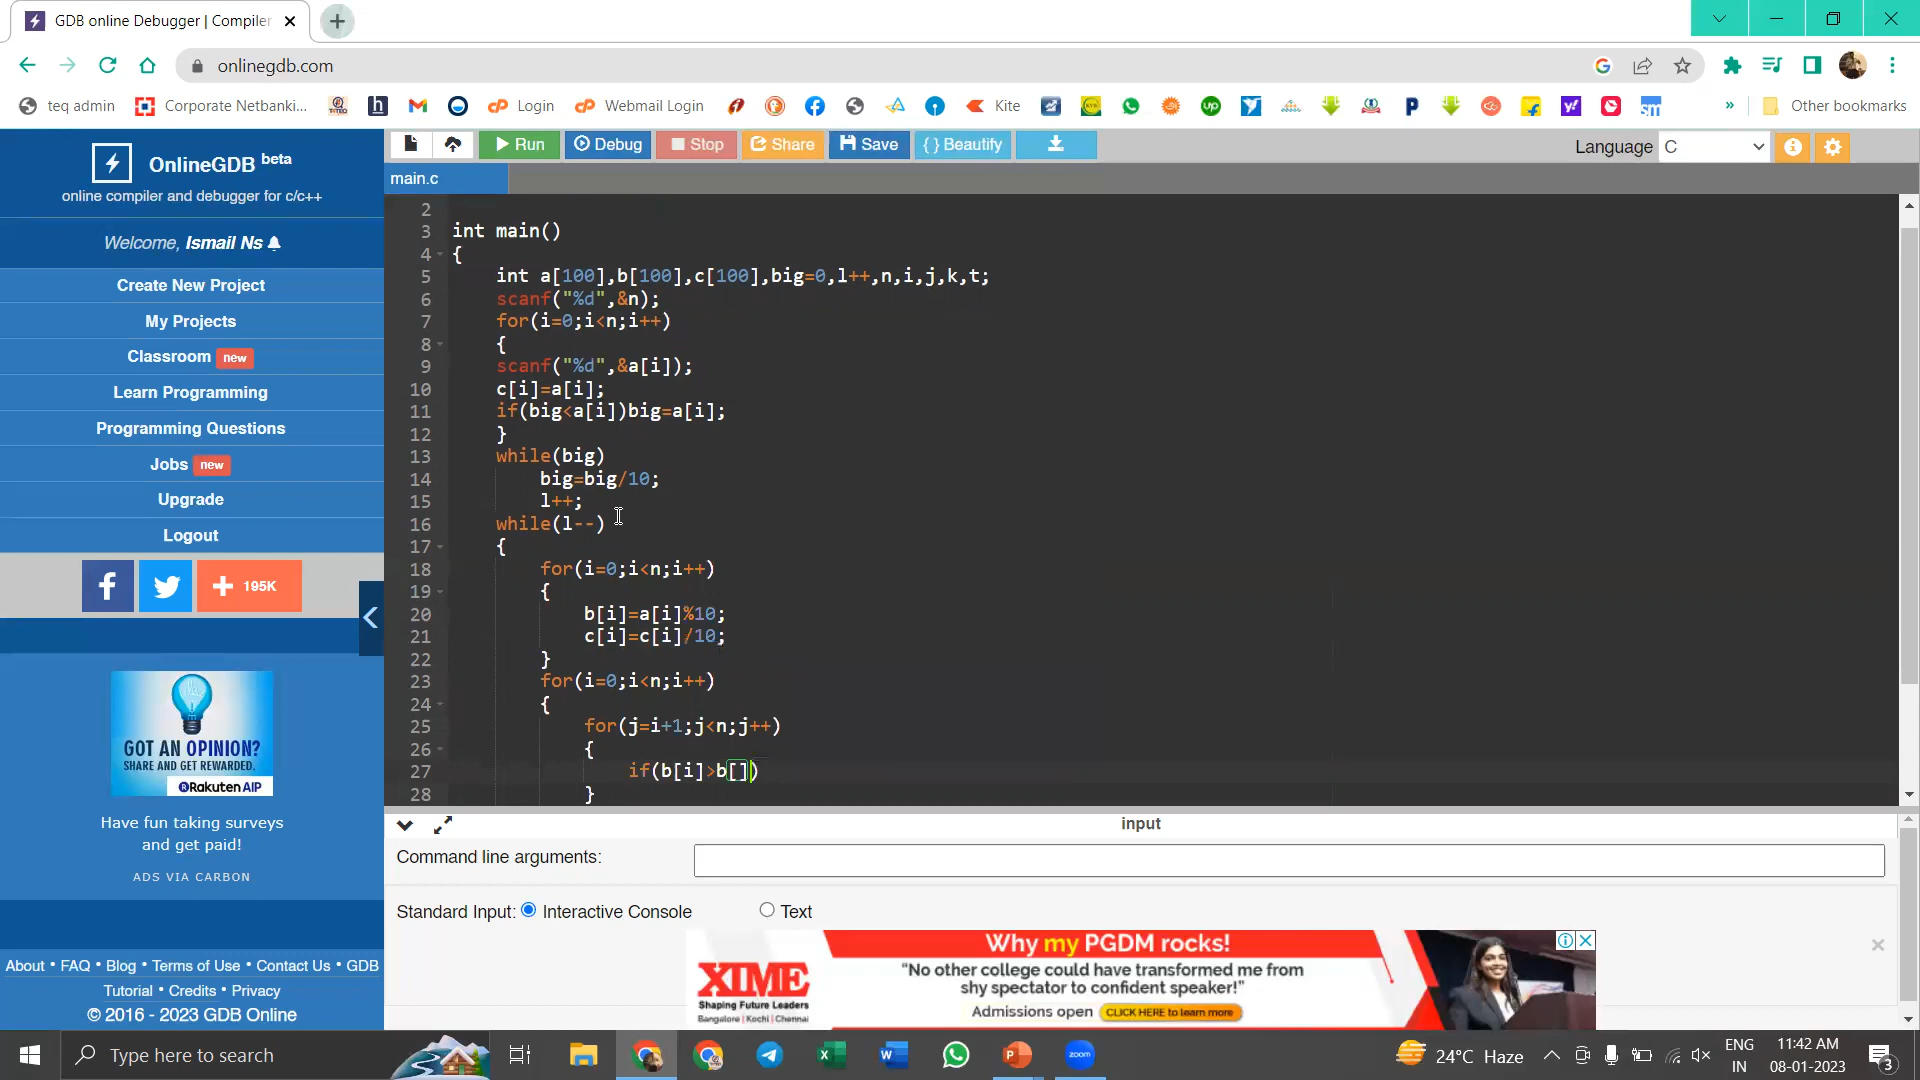 GDB online Debugger | Compiler
onlinegdb.com
teq admin
Corporate Netbanki...
Login
Webmail Login
Kite
»
Other bookmarks
OnlineGDB beta
online compiler and debugger for c/c++
Welcome, Ismail Ns
Create New Project
My Projects
Classroom new
Learn Programming
Programming Questions
Jobs new
Upgrade
Logout
195K
GOT AN OPINION?
SHARE AND GET REWARDED.
Rakuten AIP
Have fun taking surveys
and get paid!
ADS VIA CARBON
About • FAQ • Blog • Terms of Use • Contact Us • GDB
Tutorial • Credits • Privacy
© 2016 - 2023 GDB Online
Run
Debug
Stop
Share
Save
{ } Beautify
Language C
main.c
2
3 int main()
4 {
5 int a[100],b[100],c[100],big=0,l++,n,i,j,k,t;
6 scanf("%d",&n);
7 for(i=0;i<n;i++)
8 {
9 scanf("%d",&a[i]);
10 c[i]=a[i];
11 if(big<a[i])big=a[i];
12 }
13 while(big)
14 big=big/10;
15 l++;
16 while(l--)
17 {
18 for(i=0;i<n;i++)
19 {
20 b[i]=a[i]%10;
21 c[i]=c[i]/10;
22 }
23 for(i=0;i<n;i++)
24 {
25 for(j=i+1;j<n;j++)
26 {
27 if(b[i]>b[])
28 }
input
Command line arguments:
Standard Input: Interactive Console Text
XIME
Shaping Future Leaders
Bangalore | Kochi | Chennai
Why my PGDM rocks!
"No other college could have transformed me from
shy spectator to confident speaker!"
Admissions open CLICK HERE to learn more
Type here to search
24°C Haze
ENG
IN
11:42 AM
08-01-2023
3